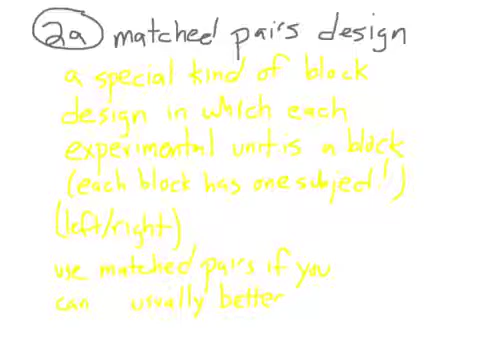 2a matched pairs design
a special kind of block
design in which each
experimental unit is a block
(each block has one subject!)
(left/right)
use matched pairs if you
can usually better